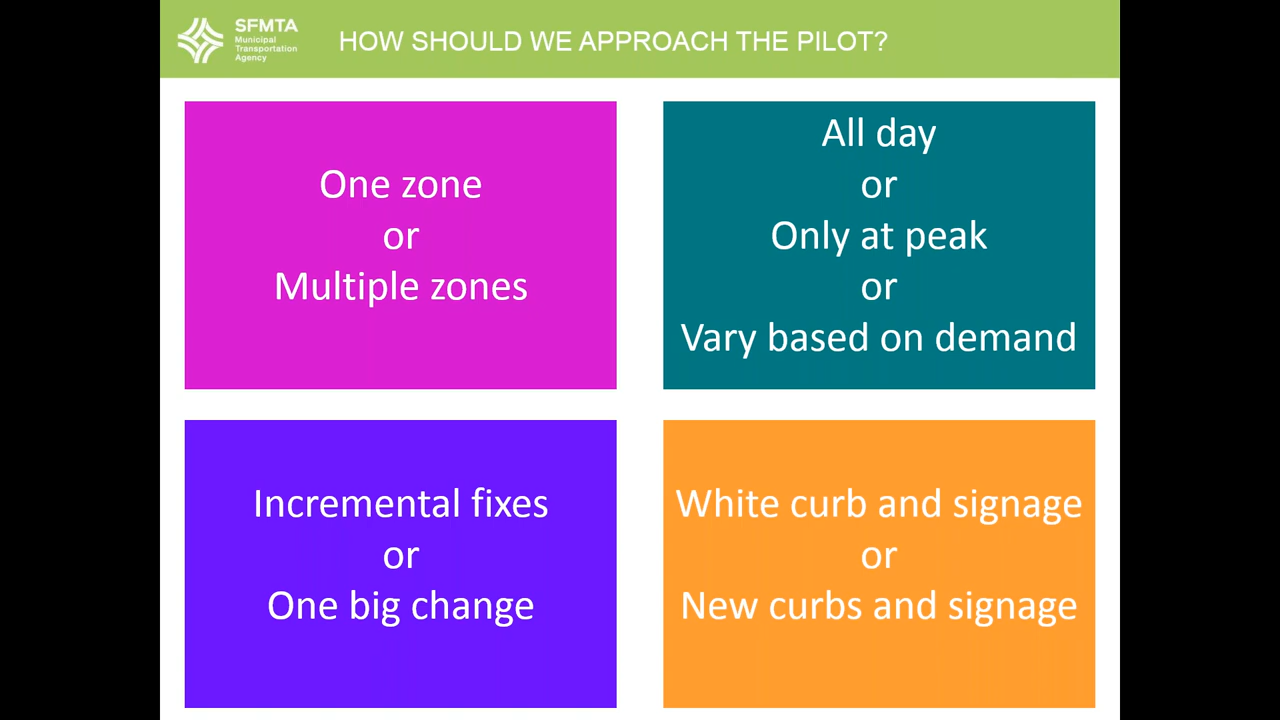 SFMTA
Municipal
Transportation
Agency
HOW SHOULD WE APPROACH THE PILOT?
One zone
or
Multiple zones
All day
or
Only at peak
or
Vary based on demand
Incremental fixes
or
One big change
White curb and signage
or
New curbs and signage